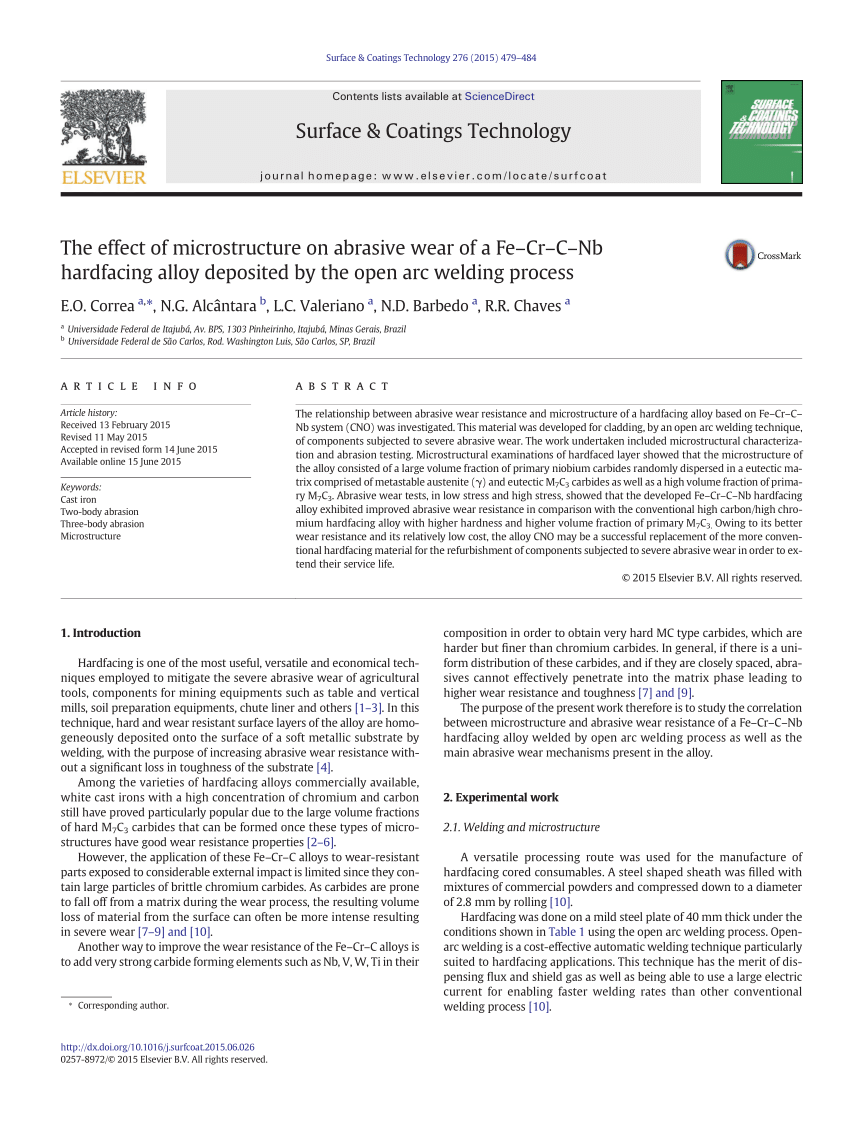 Surface & Coatings Technology 276 (2015) 479–484
Contents lists available at ScienceDirect
Surface & Coatings Technology
journal homepage: www.elsevier.com/locate/surfcoat
ELSEVIER
SURFACE
& COATINGS
TECHNOLOGY
The effect of microstructure on abrasive wear of a Fe–Cr–C–Nb
hardfacing alloy deposited by the open arc welding process
CrossMark
E.O. Correa a,*, N.G. Alcântara b, L.C. Valeriano a, N.D. Barbedo a, R.R. Chaves a
a Universidade Federal de Itajubá, Av. BPS, 1303 Pinheirinho, Itajubá, Minas Gerais, Brazil
b Universidade Federal de São Carlos, Rod. Washington Luis, São Carlos, SP, Brazil
ARTICLE INFO
Article history:
Received 13 February 2015
Revised 11 May 2015
Accepted in revised form 14 June 2015
Available online 15 June 2015
Keywords:
Cast iron
Two-body abrasion
Three-body abrasion
Microstructure
ABSTRACT
The relationship between abrasive wear resistance and microstructure of a hardfacing alloy based on Fe–Cr–C–
Nb system (CNO) was investigated. This material was developed for cladding, by an open arc welding technique,
of components subjected to severe abrasive wear. The work undertaken included microstructural characteriza-
tion and abrasion testing. Microstructural examinations of hardfaced layer showed that the microstructure of
the alloy consisted of a large volume fraction of primary niobium carbides randomly dispersed in a eutectic ma-
trix comprised of metastable austenite (γ) and eutectic M7C3 carbides as well as a high volume fraction of prima-
ry M7C3. Abrasive wear tests, in low stress and high stress, showed that the developed Fe–Cr–C–Nb hardfacing
alloy exhibited improved abrasive wear resistance in comparison with the conventional high carbon/high chro-
mium hardfacing alloy with higher hardness and higher volume fraction of primary M7C3. Owing to its better
wear resistance and its relatively low cost, the alloy CNO may be a successful replacement of the more conven-
tional hardfacing material for the refurbishment of components subjected to severe abrasive wear in order to ex-
tend their service life.
© 2015 Elsevier B.V. All rights reserved.
1. Introduction
Hardfacing is one of the most useful, versatile and economical tech-
niques employed to mitigate the severe abrasive wear of agricultural
tools, components for mining equipments such as table and vertical
mills, soil preparation equipments, chute liner and others [1–3]. In this
technique, hard and wear resistant surface layers of the alloy are homo-
geneously deposited onto the surface of a soft metallic substrate by
welding, with the purpose of increasing abrasive wear resistance with-
out a significant loss in toughness of the substrate [4].
Among the varieties of hardfacing alloys commercially available,
white cast irons with a high concentration of chromium and carbon
still have proved particularly popular due to the large volume fractions
of hard M7C3 carbides that can be formed once these types of micro-
structures have good wear resistance properties [2–6].
However, the application of these Fe–Cr–C alloys to wear-resistant
parts exposed to considerable external impact is limited since they con-
tain large particles of brittle chromium carbides. As carbides are prone
to fall off from a matrix during the wear process, the resulting volume
loss of material from the surface can often be more intense resulting
in severe wear [7–9] and [10].
Another way to improve the wear resistance of the Fe–Cr–C alloys is
to add very strong carbide forming elements such as Nb, V, W, Ti in their
composition in order to obtain very hard MC type carbides, which are
harder but finer than chromium carbides. In general, if there is a uni-
form distribution of these carbides, and if they are closely spaced, abra-
sives cannot effectively penetrate into the matrix phase leading to
higher wear resistance and toughness [7] and [9].
The purpose of the present work therefore is to study the correlation
between microstructure and abrasive wear resistance of a Fe–Cr–C–Nb
hardfacing alloy welded by open arc welding process as well as the
main abrasive wear mechanisms present in the alloy.
2. Experimental work
2.1. Welding and microstructure
A versatile processing route was used for the manufacture of
hardfacing cored consumables. A steel shaped sheath was filled with
mixtures of commercial powders and compressed down to a diameter
of 2.8 mm by rolling [10].
Hardfacing was done on a mild steel plate of 40 mm thick under the
conditions shown in Table 1 using the open arc welding process. Open-
arc welding is a cost-effective automatic welding technique particularly
suited to hardfacing applications. This technique has the merit of dis-
pensing flux and shield gas as well as being able to use a large electric
current for enabling faster welding rates than other conventional
welding process [10].
* Corresponding author.
http://dx.doi.org/10.1016/j.surfcoat.2015.06.026
0257-8972/© 2015 Elsevier B.V. All rights reserved.